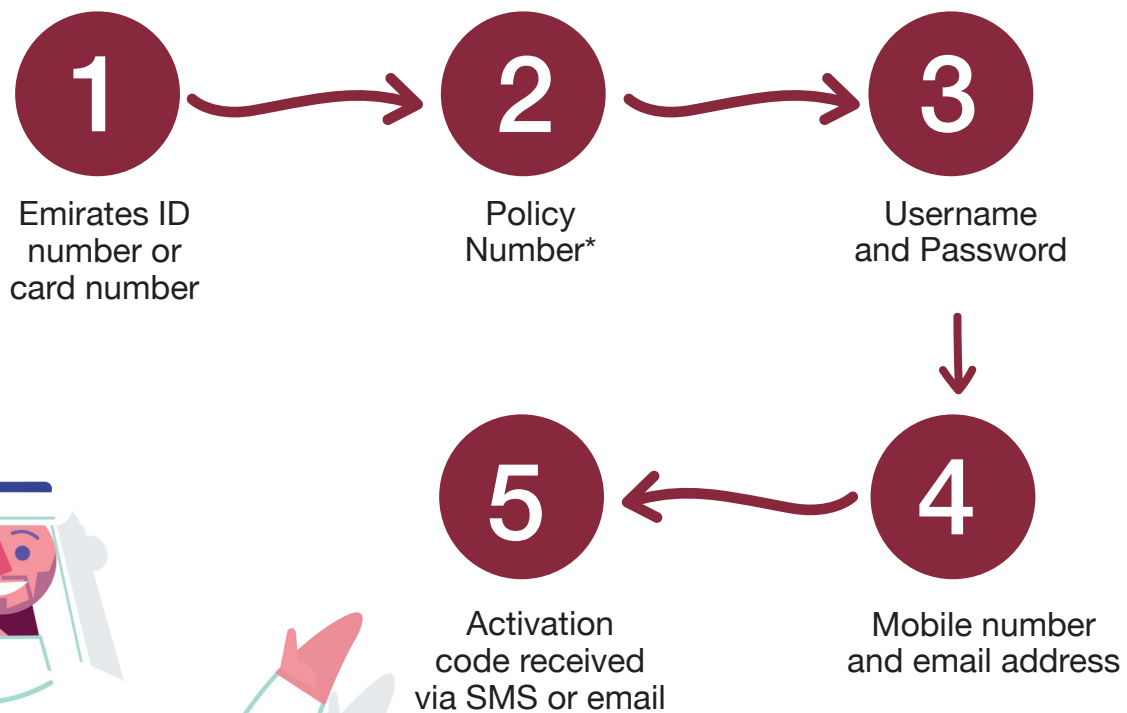 1
Emirates ID
number or
card number
2
Policy
Number*
3
Username
and Password
4
Mobile number
and email address
5
Activation
code received
via SMS or email